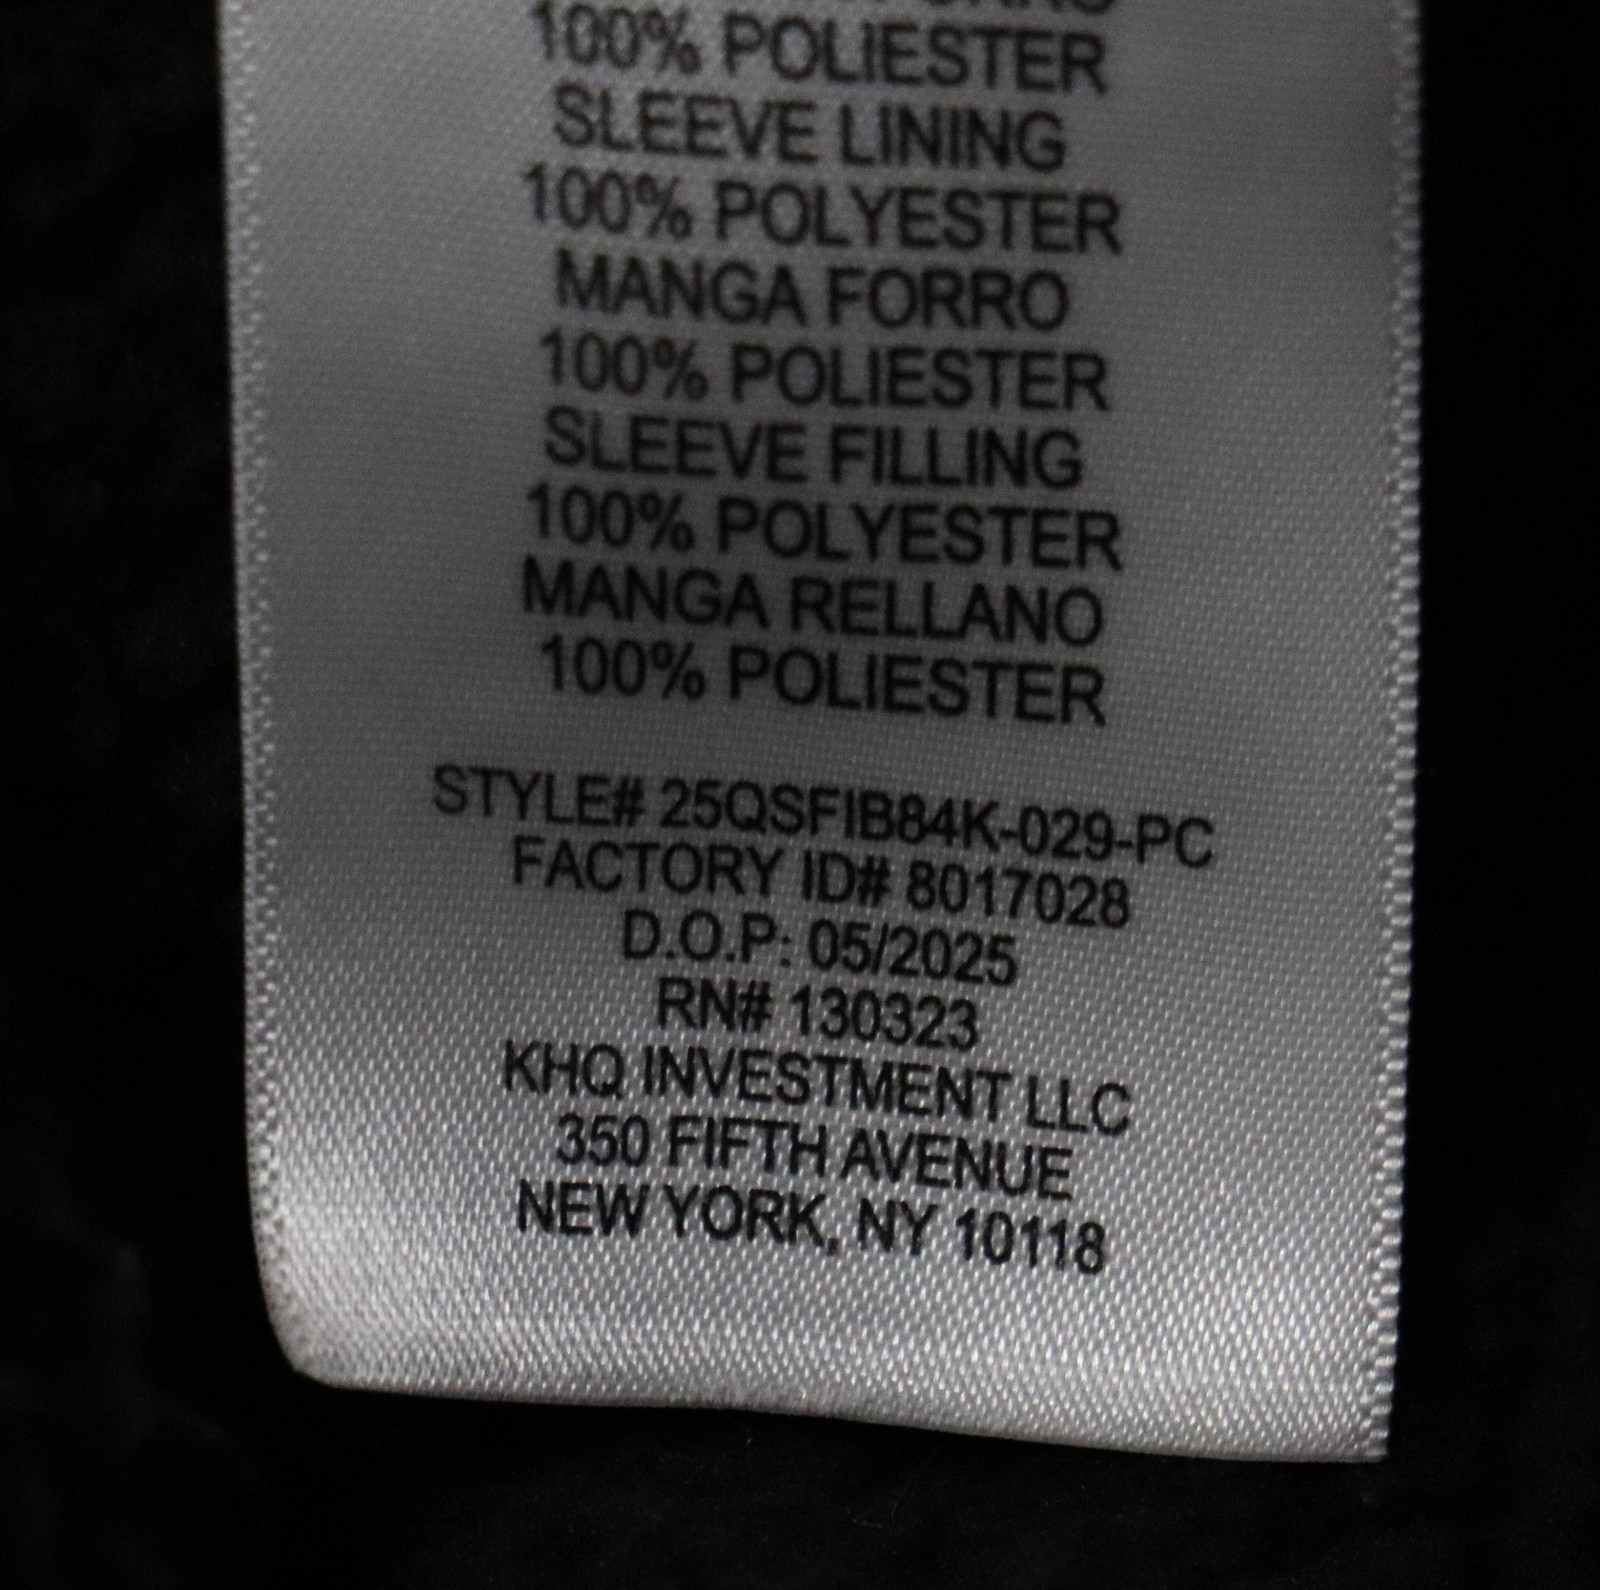 100% POLIESTER
SLEEVE LINING
100% POLYESTER
MANGA FORRO
100% POLIESTER
SLEEVE FILLING
100% POLYESTER
MANGA RELLANO
100% POLIESTER
STYLE# 25QSFIB84K-029-PC
FACTORY ID# 8017028
D.O.P: 05/2025
RN# 130323
KHQ INVESTMENT LLC
350 FIFTH AVENUE
NEW YORK, NY 10118